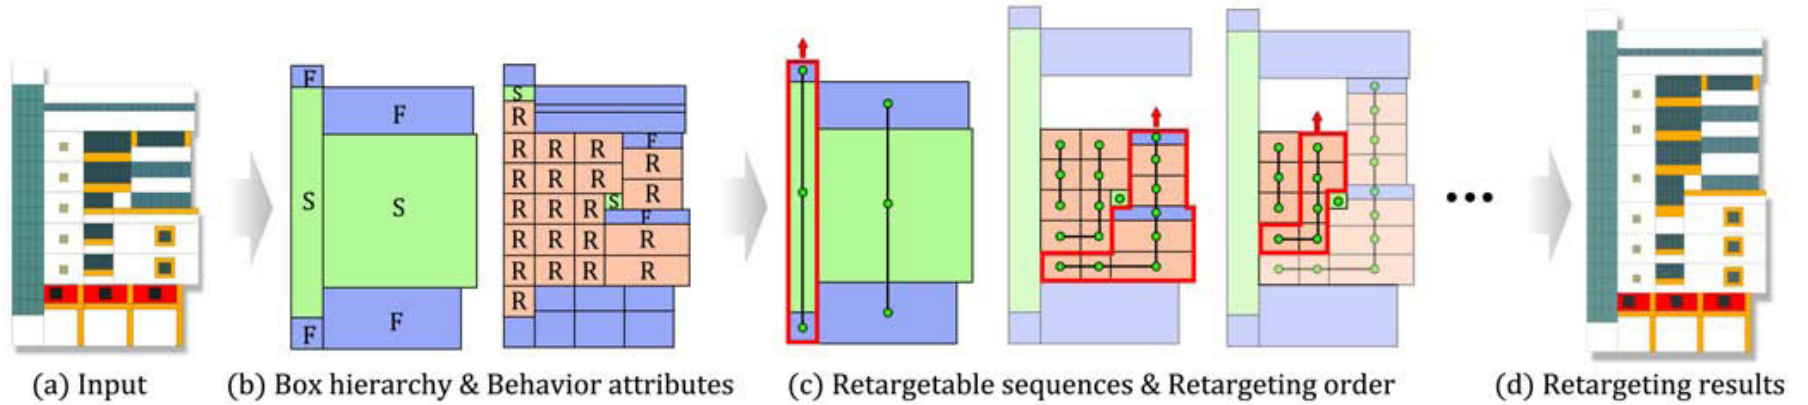 F
F
S
S
F
F
S
R
R R R F
R
R R R
R
R R R S
F
R R R R
R R R R
R
(a) Input
(b) Box hierarchy & Behavior attributes
(c) Retargetable sequences & Retargeting order
(d) Retargeting results